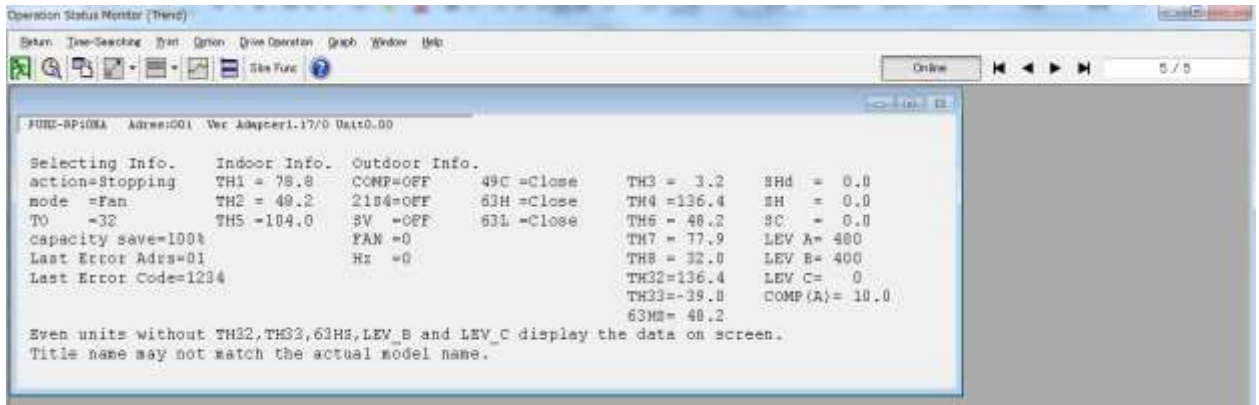 Operation Status Monitor (Trend)
Return Time-Searching Print Option Drive Operation Graph Window Help
Sbw Func Online 5/5
Adres:001 Ver Adapter1.17/0 Unit0.00
Selecting Info. Indoor Info. Outdoor Info.
action=Stopping TH1 = 78.8 COMP=OFF 49C =Close TH3 = 3.2 SHd = 0.0
mode =Fan TH2 = 48.2 21S4=OFF 63H =Close TH4 =136.4 SH = 0.0
TO =32 TH5 =104.0 SV =OFF 63L =Close TH6 = 48.2 SC = 0.0
capacity save=100% FAN =0 TH7 = 77.9 LEV A= 480
Last Error Adrs=01 Hz =0 TH8 = 32.0 LEV B= 400
Last Error Code=1234 TH32=136.4 LEV C= 0
TH33=-39.0 COMP(A)= 10.0
63HS= 48.2
Even units without TH32,TH33,63HS,LEV_B and LEV_C display the data on screen.
Title name may not match the actual model name.